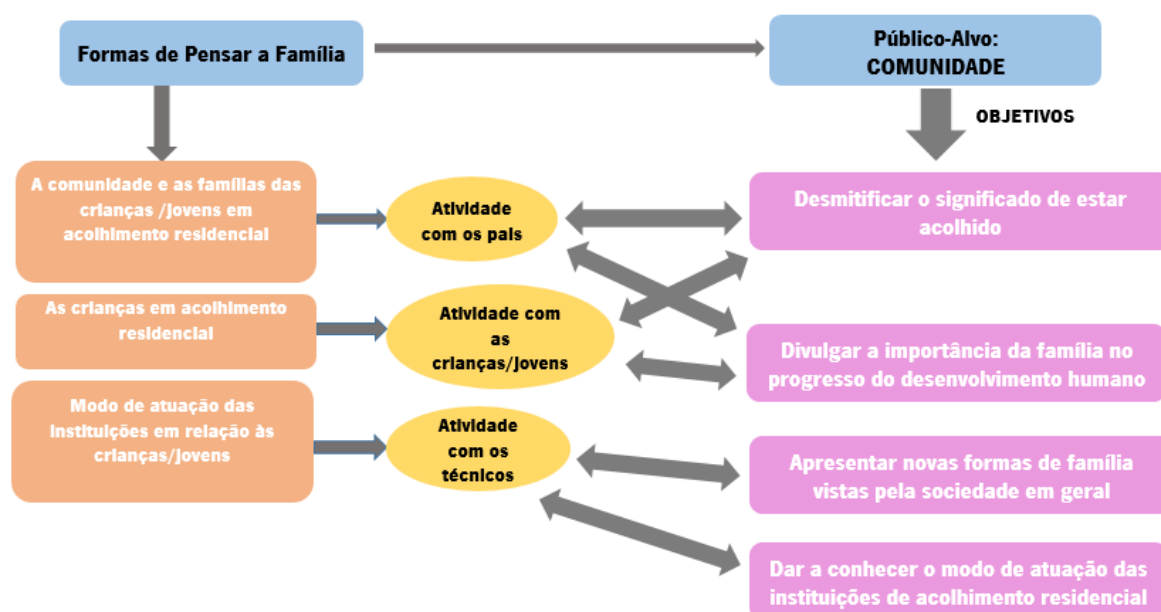 Formas de Pensar a Família
Público-Alvo:
COMUNIDADE
OBJETIVOS
A comunidade e as famílias das
crianças /jovens em
acolhimento residencial
Atividade
com os pais
Desmitificar o significado de estar
acolhido
As crianças em acolhimento
residencial
Atividade com
as
crianças/jovens
Divulgar a importância da família no
progresso do desenvolvimento humano
Modo de atuação das
instituições em relação às
crianças/jovens
Atividade
com os
técnicos
Apresentar novas formas de família
vistas pela sociedade em geral
Dar a conhecer o modo de atuação das
instituições de acolhimento residencial